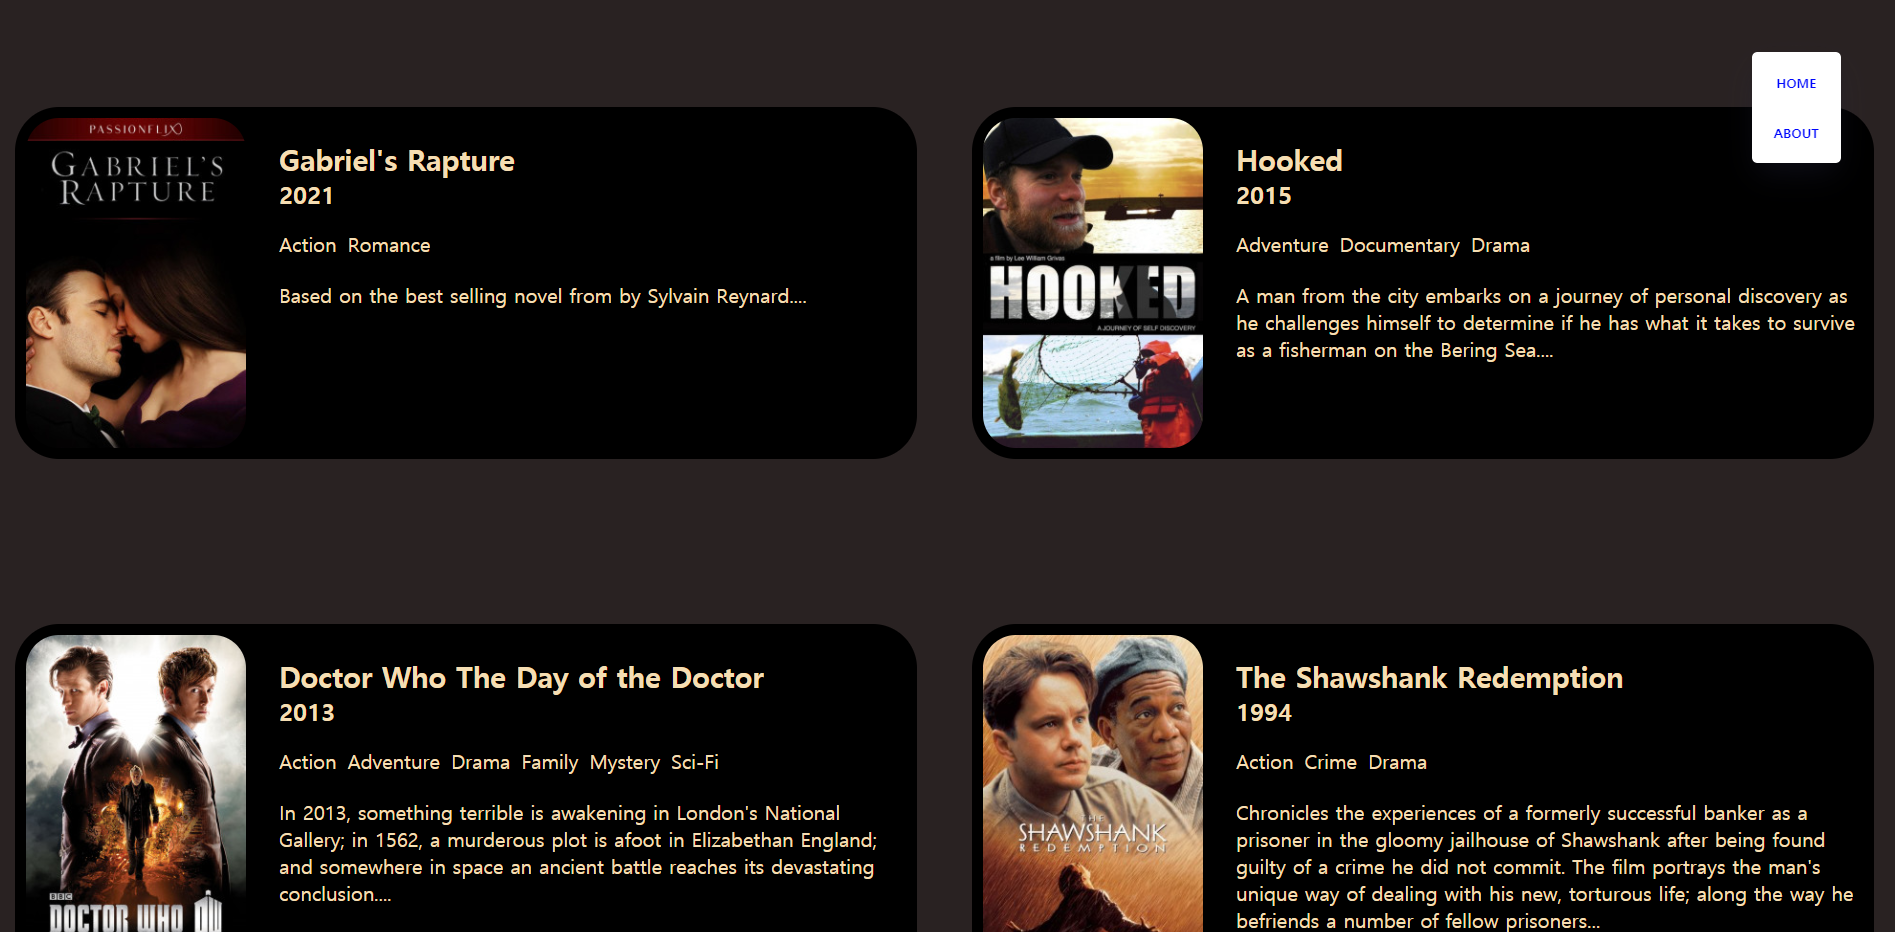 HOME
ABOUT
PASSIONFLIX
GABRIEL'S
RAPTURE
Gabriel's Rapture
2021
Action Romance
Based on the best selling novel from by Sylvain Reynard....
a film by Lee William Grivas
HOOKED
A JOURNEY OF SELF DISCOVERY
Hooked
2015
Adventure Documentary Drama
A man from the city embarks on a journey of personal discovery as
he challenges himself to determine if he has what it takes to survive
as a fisherman on the Bering Sea....
BBC
DOCTOR WHO DW
Doctor Who The Day of the Doctor
2013
Action Adventure Drama Family Mystery Sci-Fi
In 2013, something terrible is awakening in London's National
Gallery; in 1562, a murderous plot is afoot in Elizabethan England;
and somewhere in space an ancient battle reaches its devastating
conclusion....
THE
SHAWSHANK
REDEMPTION
The Shawshank Redemption
1994
Action Crime Drama
Chronicles the experiences of a formerly successful banker as a
prisoner in the gloomy jailhouse of Shawshank after being found
guilty of a crime he did not commit. The film portrays the man's
unique way of dealing with his new, torturous life; along the way he
befriends a number of fellow prisoners...